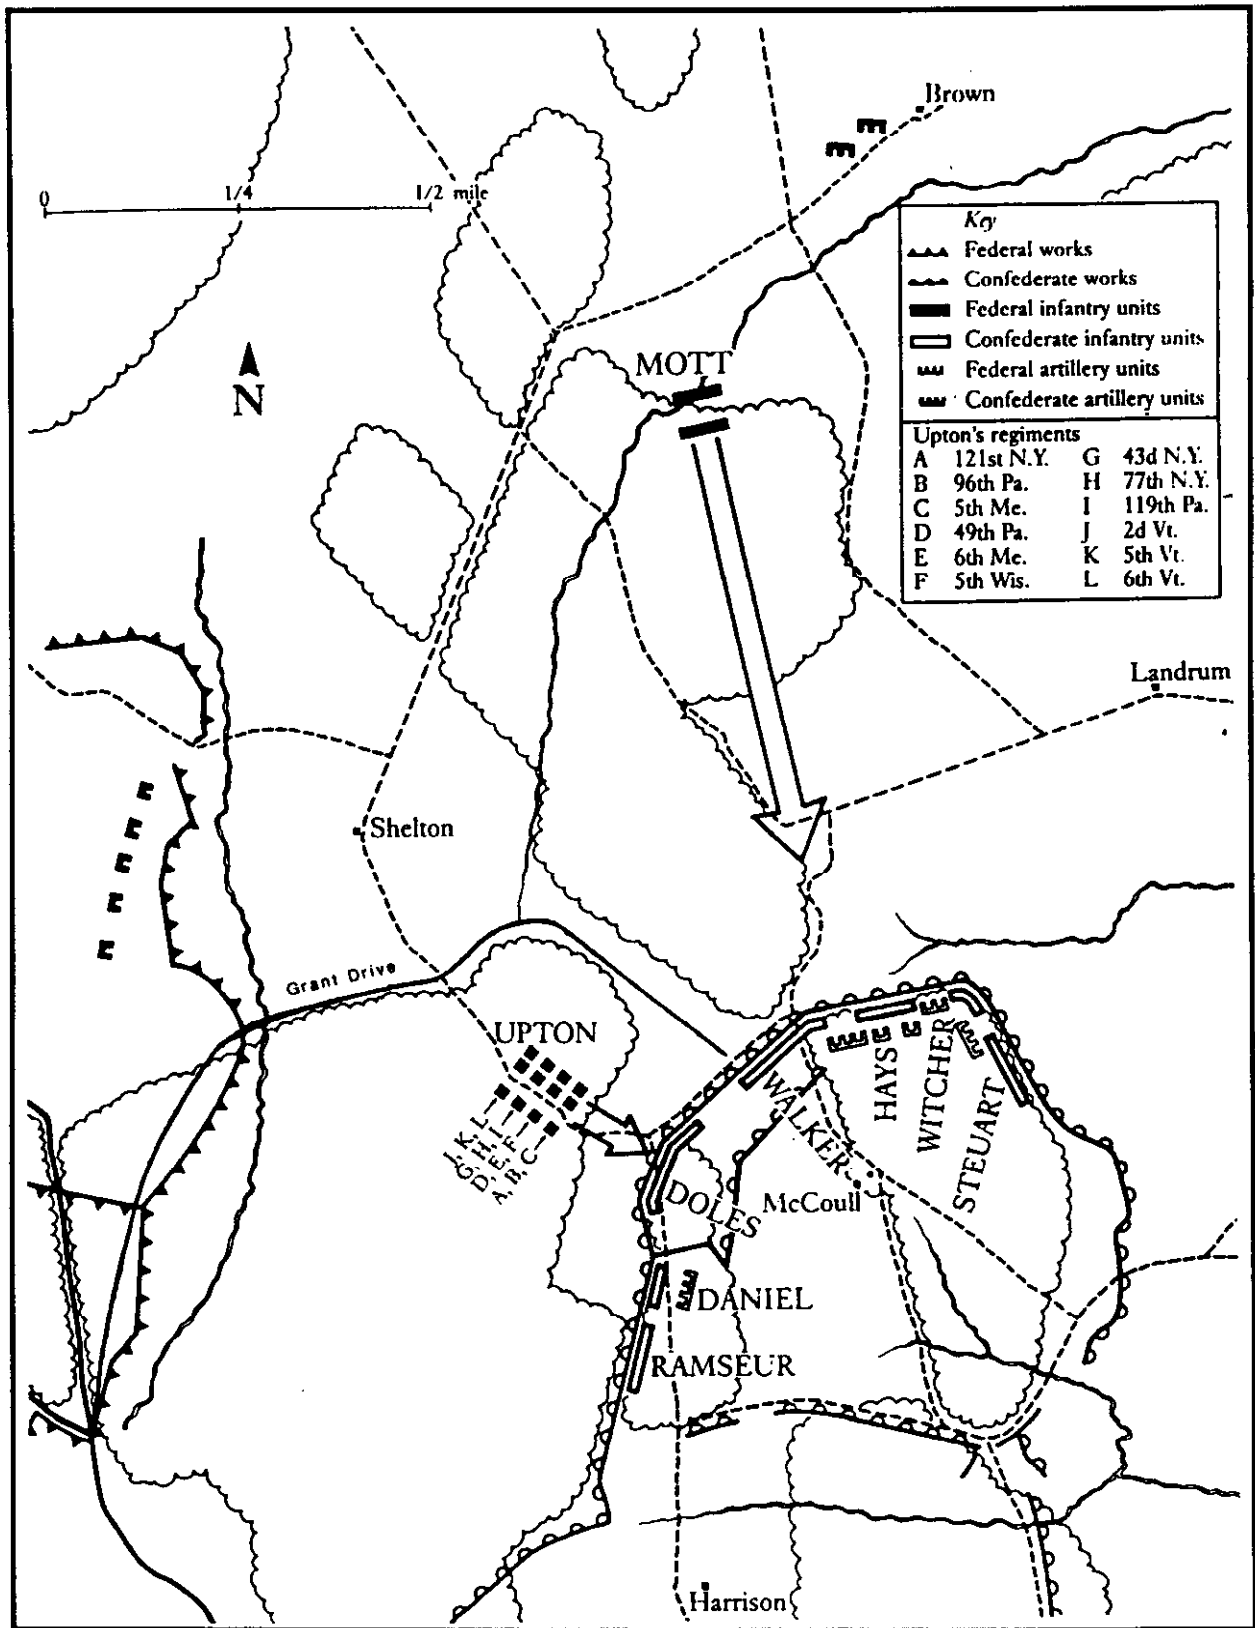 Brown
0 1/4 1/2 mile
Key
Federal works
Confederate works
Federal infantry units
Confederate infantry units
Federal artillery units
Confederate artillery units
Upton's regiments
A 121st N.Y. G 43d N.Y.
B 96th Pa. H 77th N.Y.
C 5th Me. I 119th Pa.
D 49th Pa. J 2d Vt.
E 6th Me. K 5th Vt.
F 5th Wis. L 6th Vt.
MOTT
N
Landrum
Shelton
Grant Drive
UPTON
J, K, L
G, H, I
D, E, F
A, B, C
WALKER
HAYS
WITCHER
STEUART
DOLES
McCoull
DANIEL
RAMSEUR
Harrison